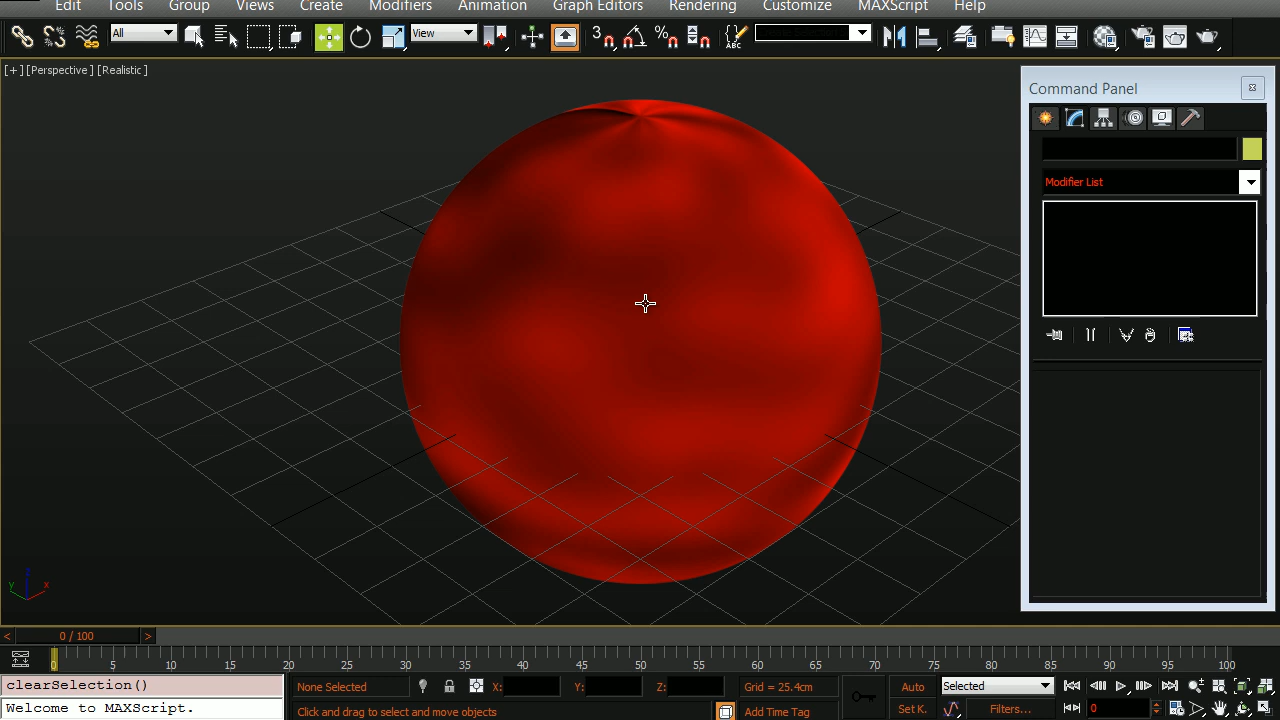 Edit Tools Group Views Create Modifiers Animation Graph Editors Rendering Customize MAXScript Help
All View 3 % ABC
[+] [Perspective] [Realistic]
Command Panel
Modifier List
y x
< 0 / 100 >
0 5 10 15 20 25 30 35 40 45 50 55 60 65 70 75 80 85 90 95 100
clearSelection() None Selected X: Y: Z: Grid = 25.4cm Auto Selected
Welcome to MAXScript. Click and drag to select and move objects Add Time Tag Set K. Filters... 0